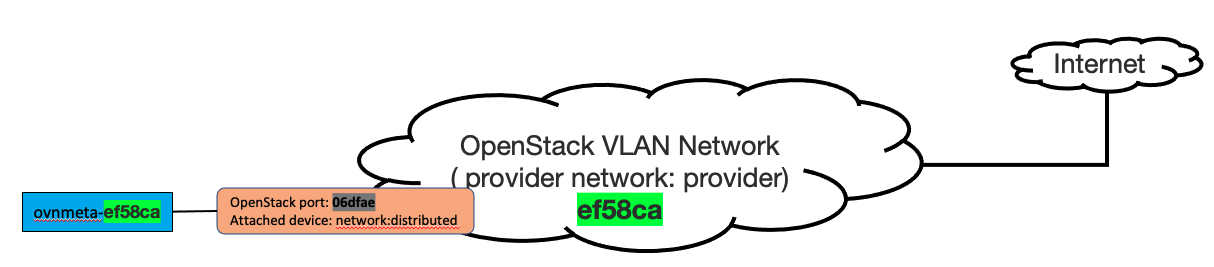 Internet
OpenStack VLAN Network
( provider network: provider)
ef58ca
OpenStack port: 06dfae
Attached device: network:distributed
ovnmeta-ef58ca